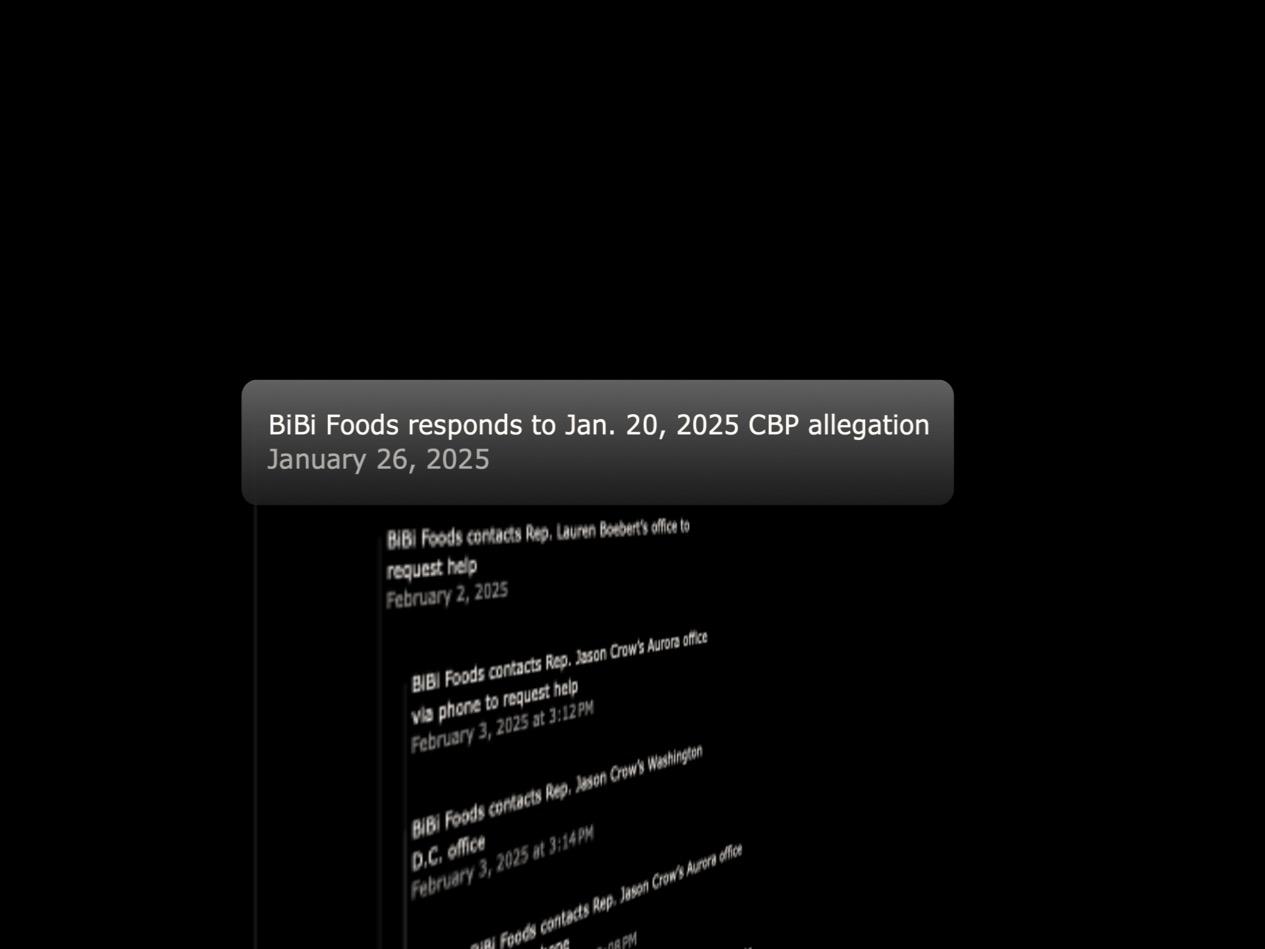 BiBi Foods responds to Jan. 20, 2025 CBP allegation
January 26, 2025
BiBi Foods contacts Rep. Lauren Boebert's office to
request help
February 2, 2025
BiBi Foods contacts Rep. Jason Crow's Aurora office
via phone to request help
February 3, 2025 at 3:12PM
BiBi Foods contacts Rep. Jason Crow's Washington
D.C. office
February 3, 2025 at 3:14PM
BiBi Foods contacts Rep. Jason Crow's Aurora office